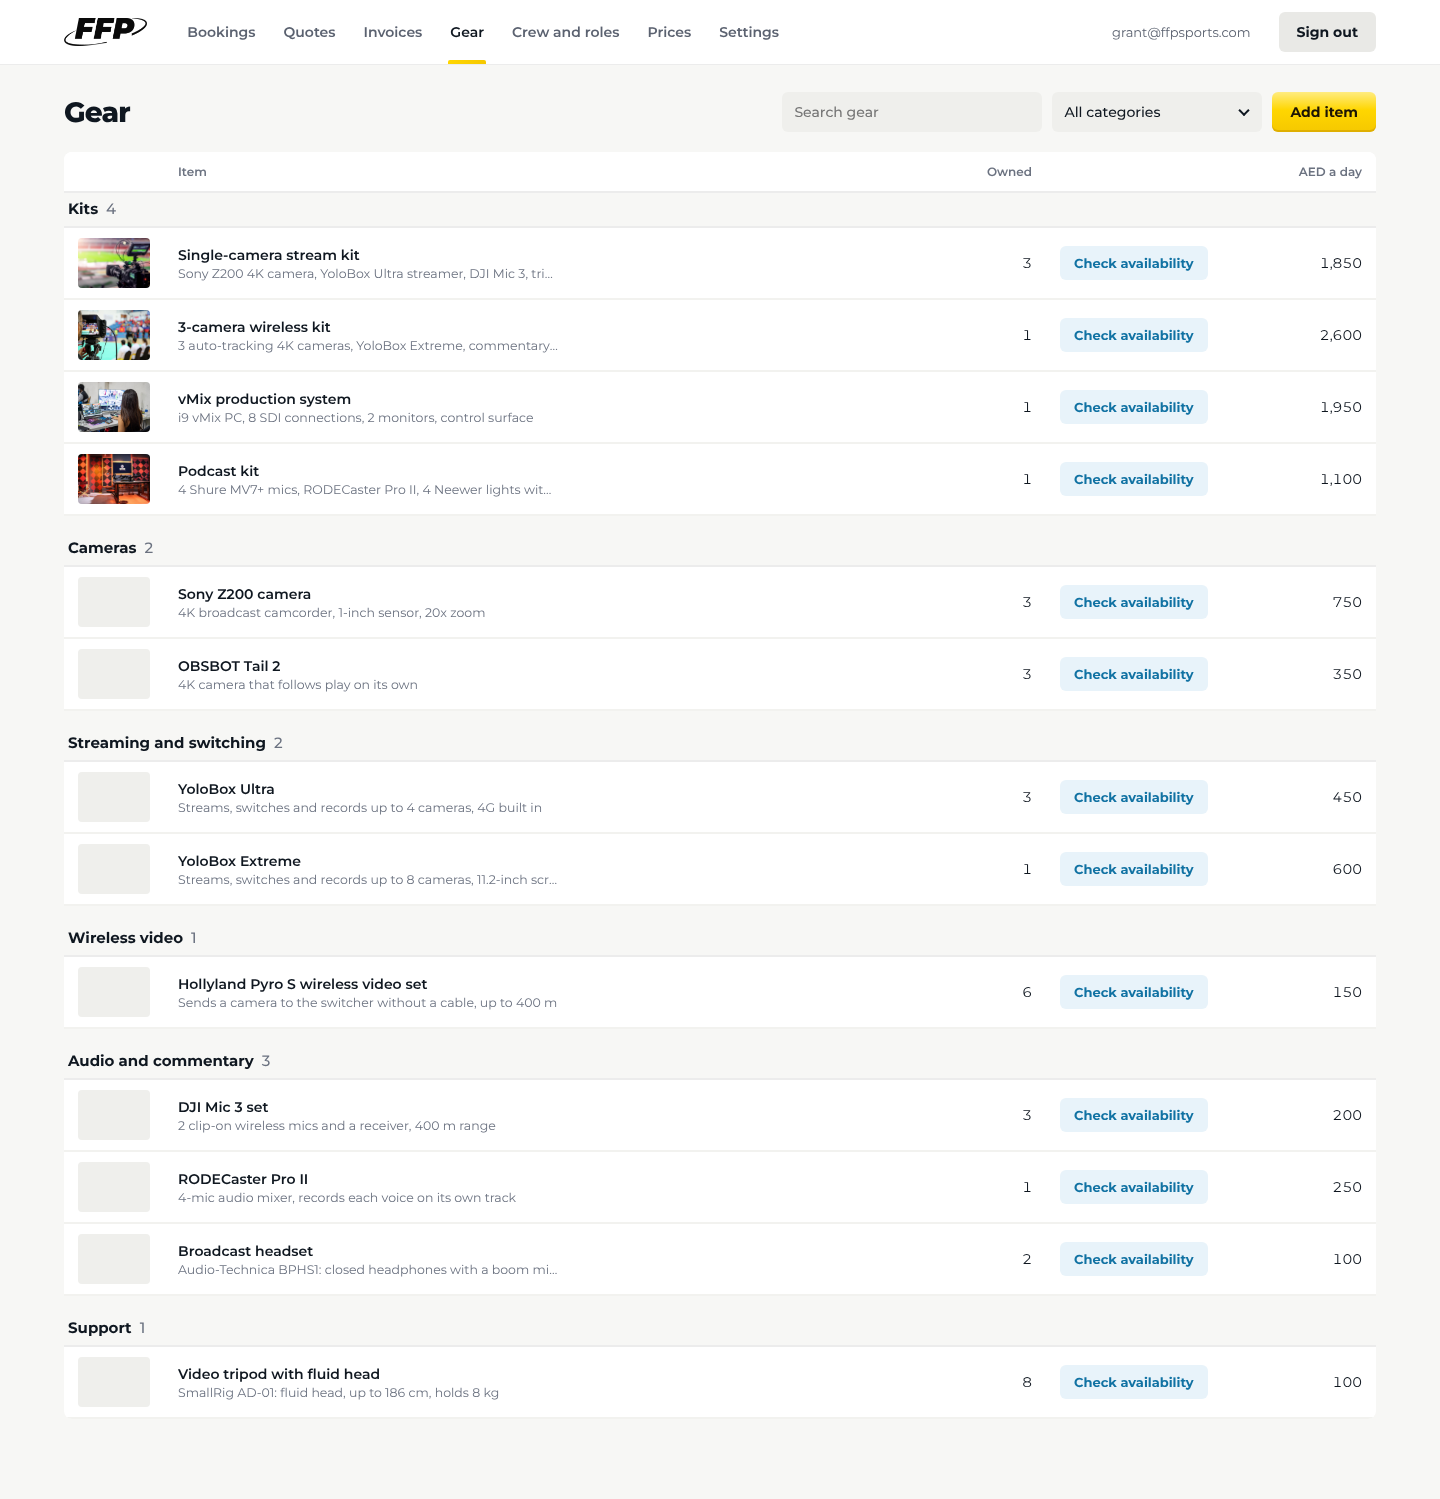 FFP Bookings Quotes Invoices Gear Crew and roles Prices Settings grant@ffpsports.com Sign out
Gear Search gear All categories Add item
Item Owned AED a day
Kits 4
Single-camera stream kit
Sony Z200 4K camera, YoloBox Ultra streamer, DJI Mic 3, tri...
3 Check availability 1,850
3-camera wireless kit
3 auto-tracking 4K cameras, YoloBox Extreme, commentary...
1 Check availability 2,600
vMix production system
i9 vMix PC, 8 SDI connections, 2 monitors, control surface
1 Check availability 1,950
Podcast kit
4 Shure MV7+ mics, RODECaster Pro II, 4 Neewer lights wit...
1 Check availability 1,100
Cameras 2
Sony Z200 camera
4K broadcast camcorder, 1-inch sensor, 20x zoom
3 Check availability 750
OBSBOT Tail 2
4K camera that follows play on its own
3 Check availability 350
Streaming and switching 2
YoloBox Ultra
Streams, switches and records up to 4 cameras, 4G built in
3 Check availability 450
YoloBox Extreme
Streams, switches and records up to 8 cameras, 11.2-inch scr...
1 Check availability 600
Wireless video 1
Hollyland Pyro S wireless video set
Sends a camera to the switcher without a cable, up to 400 m
6 Check availability 150
Audio and commentary 3
DJI Mic 3 set
2 clip-on wireless mics and a receiver, 400 m range
3 Check availability 200
RODECaster Pro II
4-mic audio mixer, records each voice on its own track
1 Check availability 250
Broadcast headset
Audio-Technica BPHS1: closed headphones with a boom mi...
2 Check availability 100
Support 1
Video tripod with fluid head
SmallRig AD-01: fluid head, up to 186 cm, holds 8 kg
8 Check availability 100